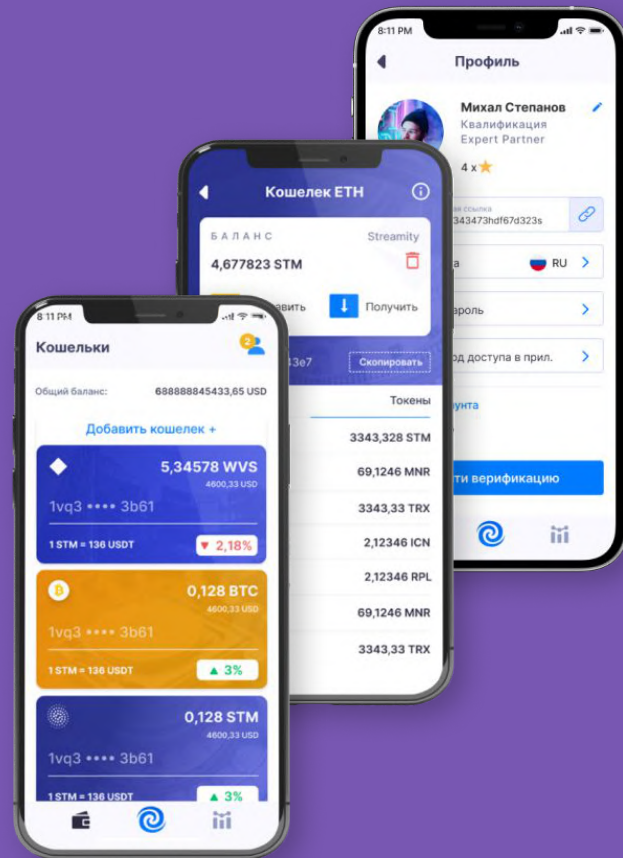 8:11 PM
Профиль
Михал Степанов
Квалификация
Expert Partner
4 x
ссылка
343473hdf67d323s
RU
од доступа в прил.
ти верификацию
Кошелек ETH
БАЛАНС
Streamity
4,677823 STM
Получить
43e7
Скопировать
Токены
3343,328 STM
69,1246 MNR
3343,33 TRX
2,12346 ICN
2,12346 RPL
69,1246 MNR
3343,33 TRX
8:11 PM
Кошельки
2
Общий баланс:
688888845433,65 USD
Добавить кошелек +
5,34578 WVS
4600,33 USD
1vq3 •••• 3b61
1 STM = 136 USDT
▼ 2,18%
0,128 BTC
4600,33 USD
1vq3 •••• 3b61
1 STM = 136 USDT
▲ 3%
0,128 STM
4600,33 USD
1vq3 •••• 3b61
1 STM = 136 USDT
▲ 3%